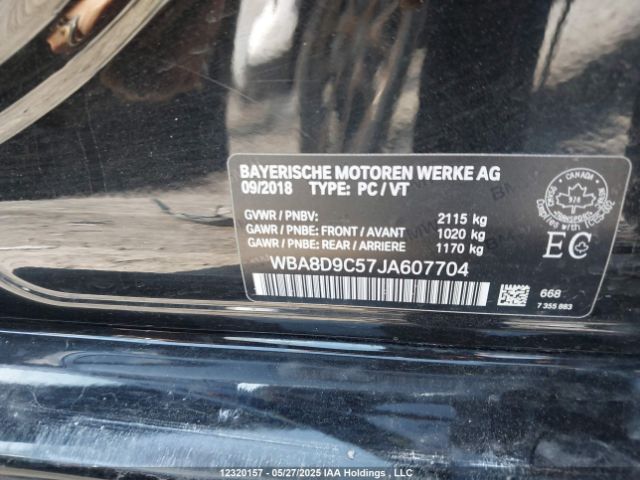 BAYERISCHE MOTOREN WERKE AG
09/2018 TYPE: PC / VT
GVWR / PNBV: 2115 kg
GAWR / PNBE: FRONT / AVANT 1020 kg
GAWR / PNBE: REAR / ARRIERE 1170 kg
WBA8D9C57JA607704
CANADA
EC
668
7 355 883
12320157 - 05/27/2025 IAA Holdings , LLC